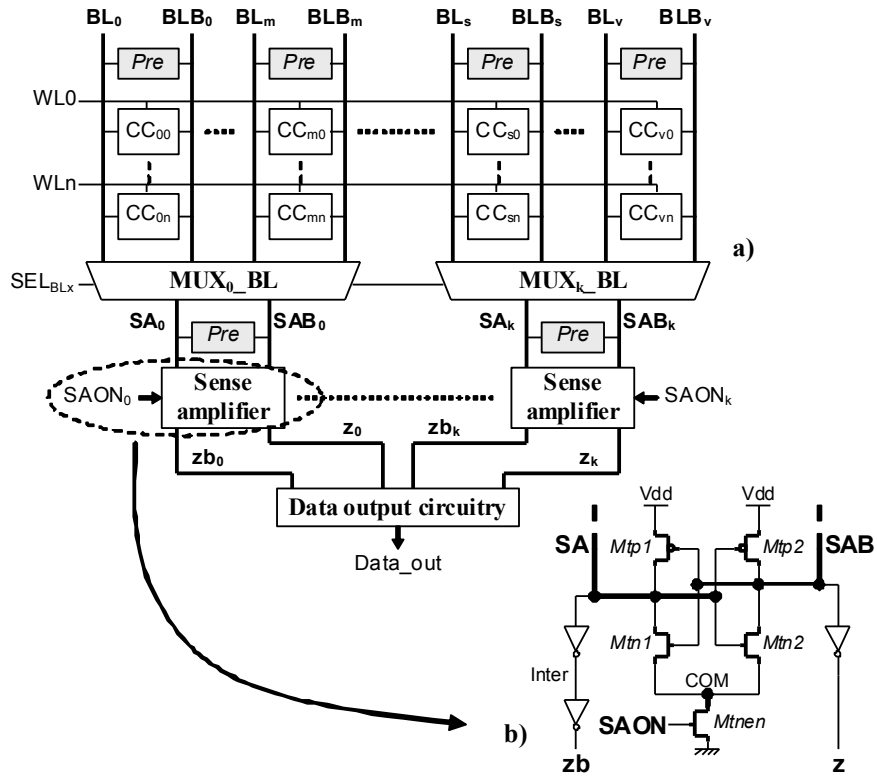 BL0 BLB0 BLm BLBm BLs BLBs BLv BLBv
Pre Pre Pre Pre
WL0
CC00 CCm0 CCs0 CCv0
WLn
CC0n CCmn CCsn CCvn
a)
SELBLx MUX0_BL MUXk_BL
SA0 Pre SAB0 SAk Pre SABk
SAON0 Sense amplifier Sense amplifier SAONk
z0 zbk
zb0 zk
Data output circuitry
Data_out
Vdd Vdd
SA Mtp1 Mtp2 SAB
Mtn1 Mtn2
Inter
COM
SAON Mtnen
b)
zb z